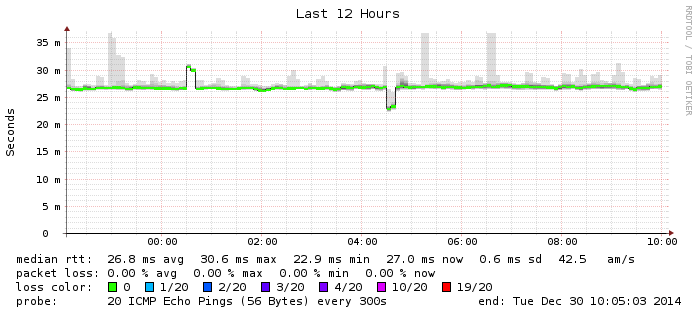 Last 12 Hours
RRDTOOL / TOBI OETIKER
Seconds
35 m
30 m
25 m
20 m
15 m
10 m
5 m
0
00:00 02:00 04:00 06:00 08:00 10:00
median rtt: 26.8 ms avg 30.6 ms max 22.9 ms min 27.0 ms now 0.6 ms sd 42.5 am/s
packet loss: 0.00 % avg 0.00 % max 0.00 % min 0.00 % now
loss color: 0 1/20 2/20 3/20 4/20 10/20 19/20
probe: 20 ICMP Echo Pings (56 Bytes) every 300s end: Tue Dec 30 10:05:03 2014